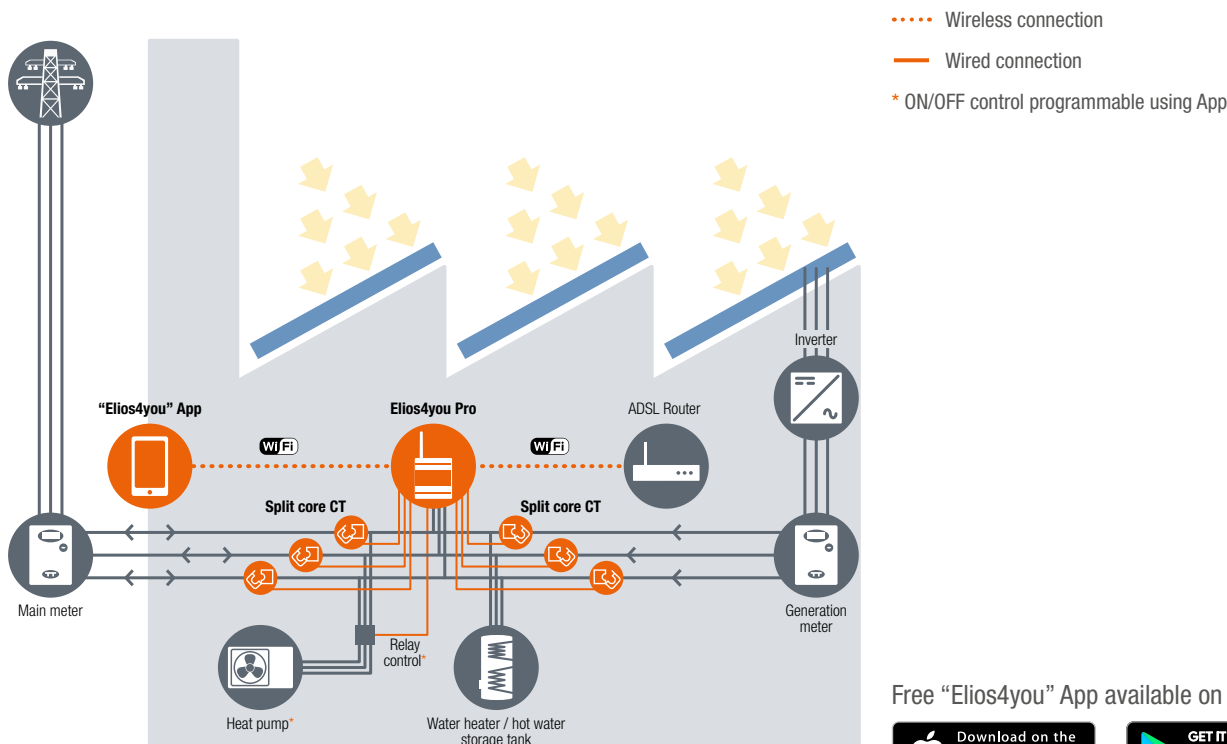 Wireless connection
Wired connection
* ON/OFF control programmable using App
Inverter
"Elios4you" App
Elios4you Pro
ADSL Router
WiFi
WiFi
Split core CT
Split core CT
Main meter
Generation
meter
Relay
control*
Heat pump*
Water heater / hot water
storage tank
Free "Elios4you" App available on
Download on the
GET IT